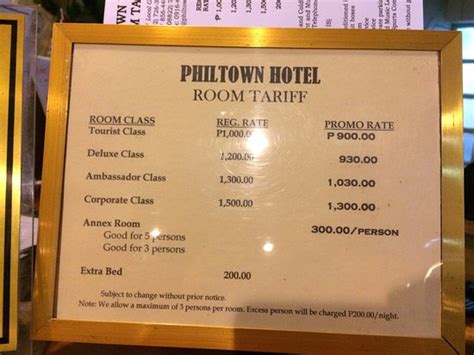 PHILTOWN HOTEL
ROOM TARIFF
ROOM CLASS REG. RATE PROMO RATE
Tourist Class P1,000.00 P 900.00
Deluxe Class 1,200.00 930.00
Ambassador Class 1,300.00 1,030.00
Corporate Class 1,500.00 1,300.00
Annex Room 300.00/PERSON
Good for 5 persons
Good for 3 persons
Extra Bed 200.00
Subject to change without prior notice.
Note: We allow a maximum of 5 persons per room. Excess person will be charged P200.00/night.